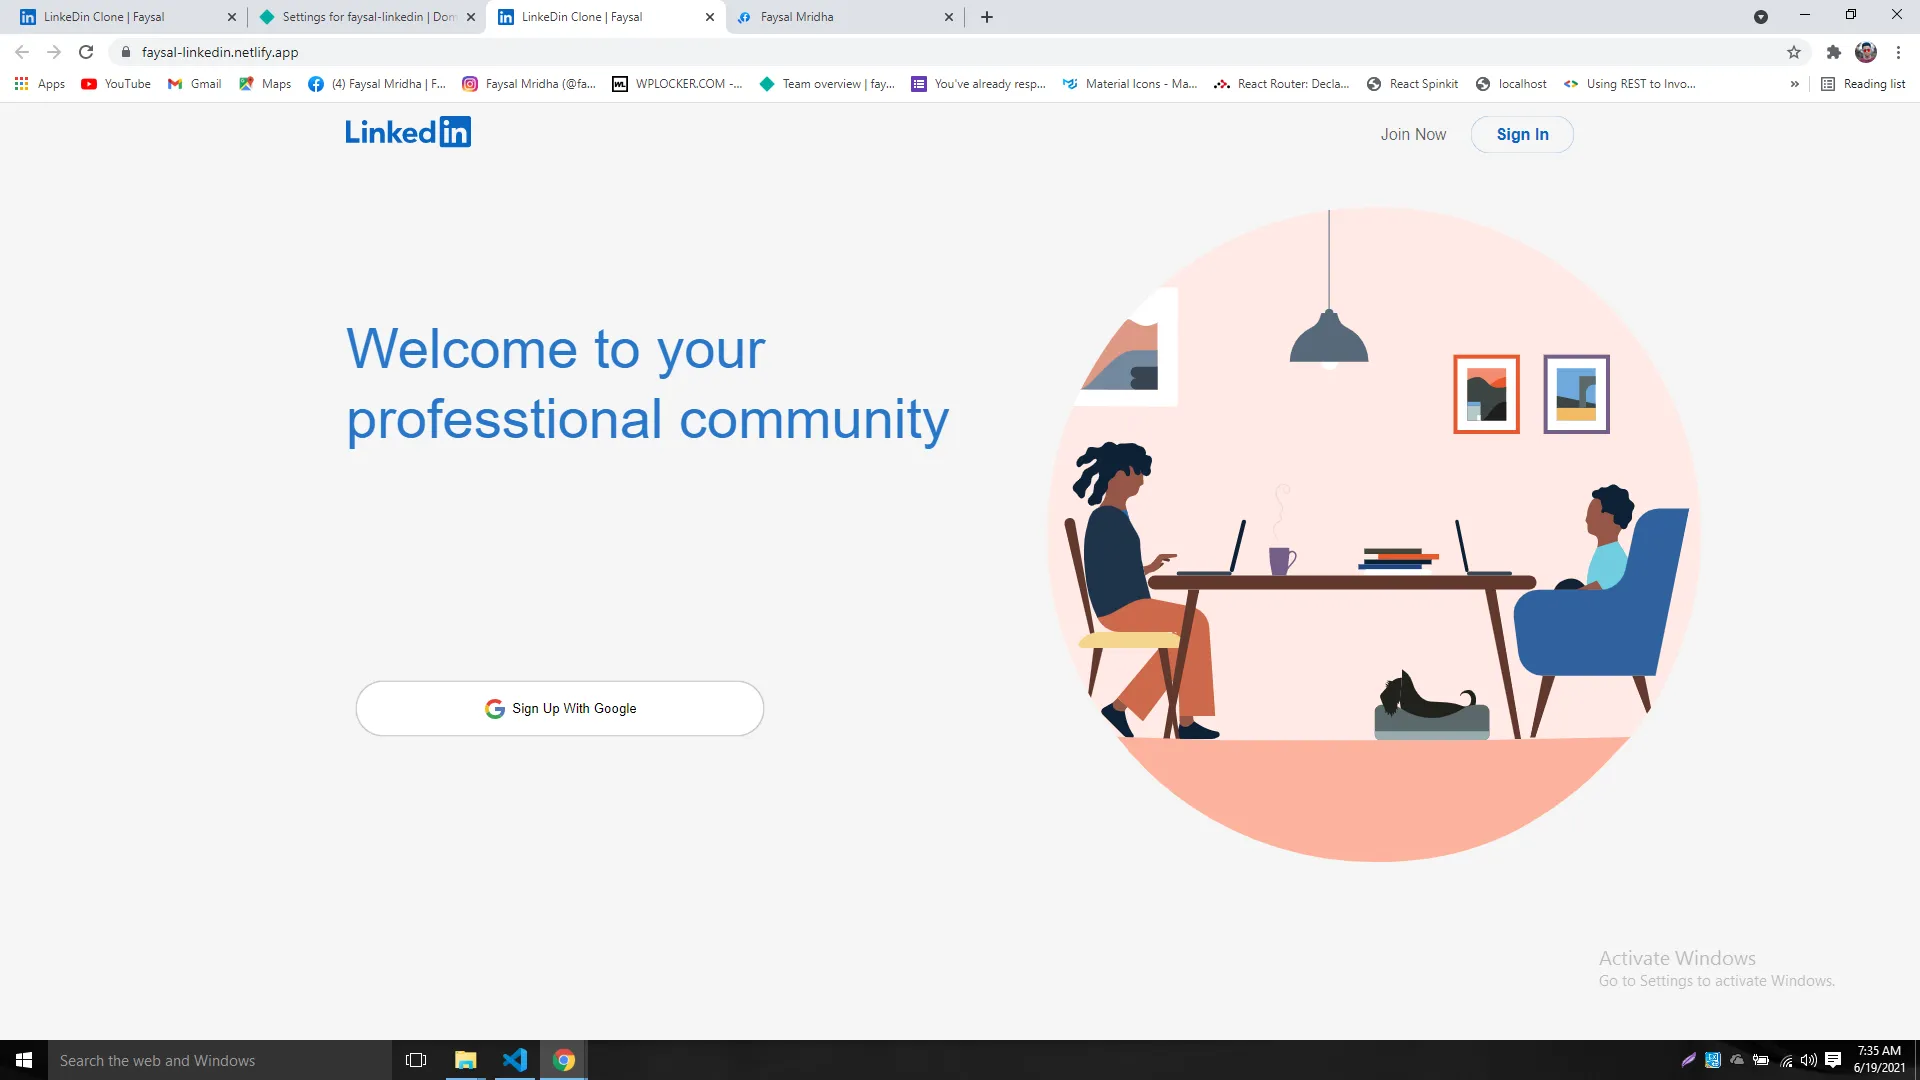 LinkeDin Clone | Faysal
Settings for faysal-linkedin | Dom
LinkeDin Clone | Faysal
Faysal Mridha
faysal-linkedin.netlify.app
Apps
YouTube
Gmail
Maps
(4) Faysal Mridha | F...
Faysal Mridha (@fa...
WL
WPLOCKER.COM -...
Team overview | fay...
You've already resp...
Material Icons - Ma...
React Router: Decla...
React Spinkit
localhost
Using REST to Invo...
»
Reading list
Linked in
Join Now
Sign In
Welcome to your
professtional community
Sign Up With Google
Activate Windows
Go to Settings to activate Windows.
Search the web and Windows
7:35 AM
6/19/2021